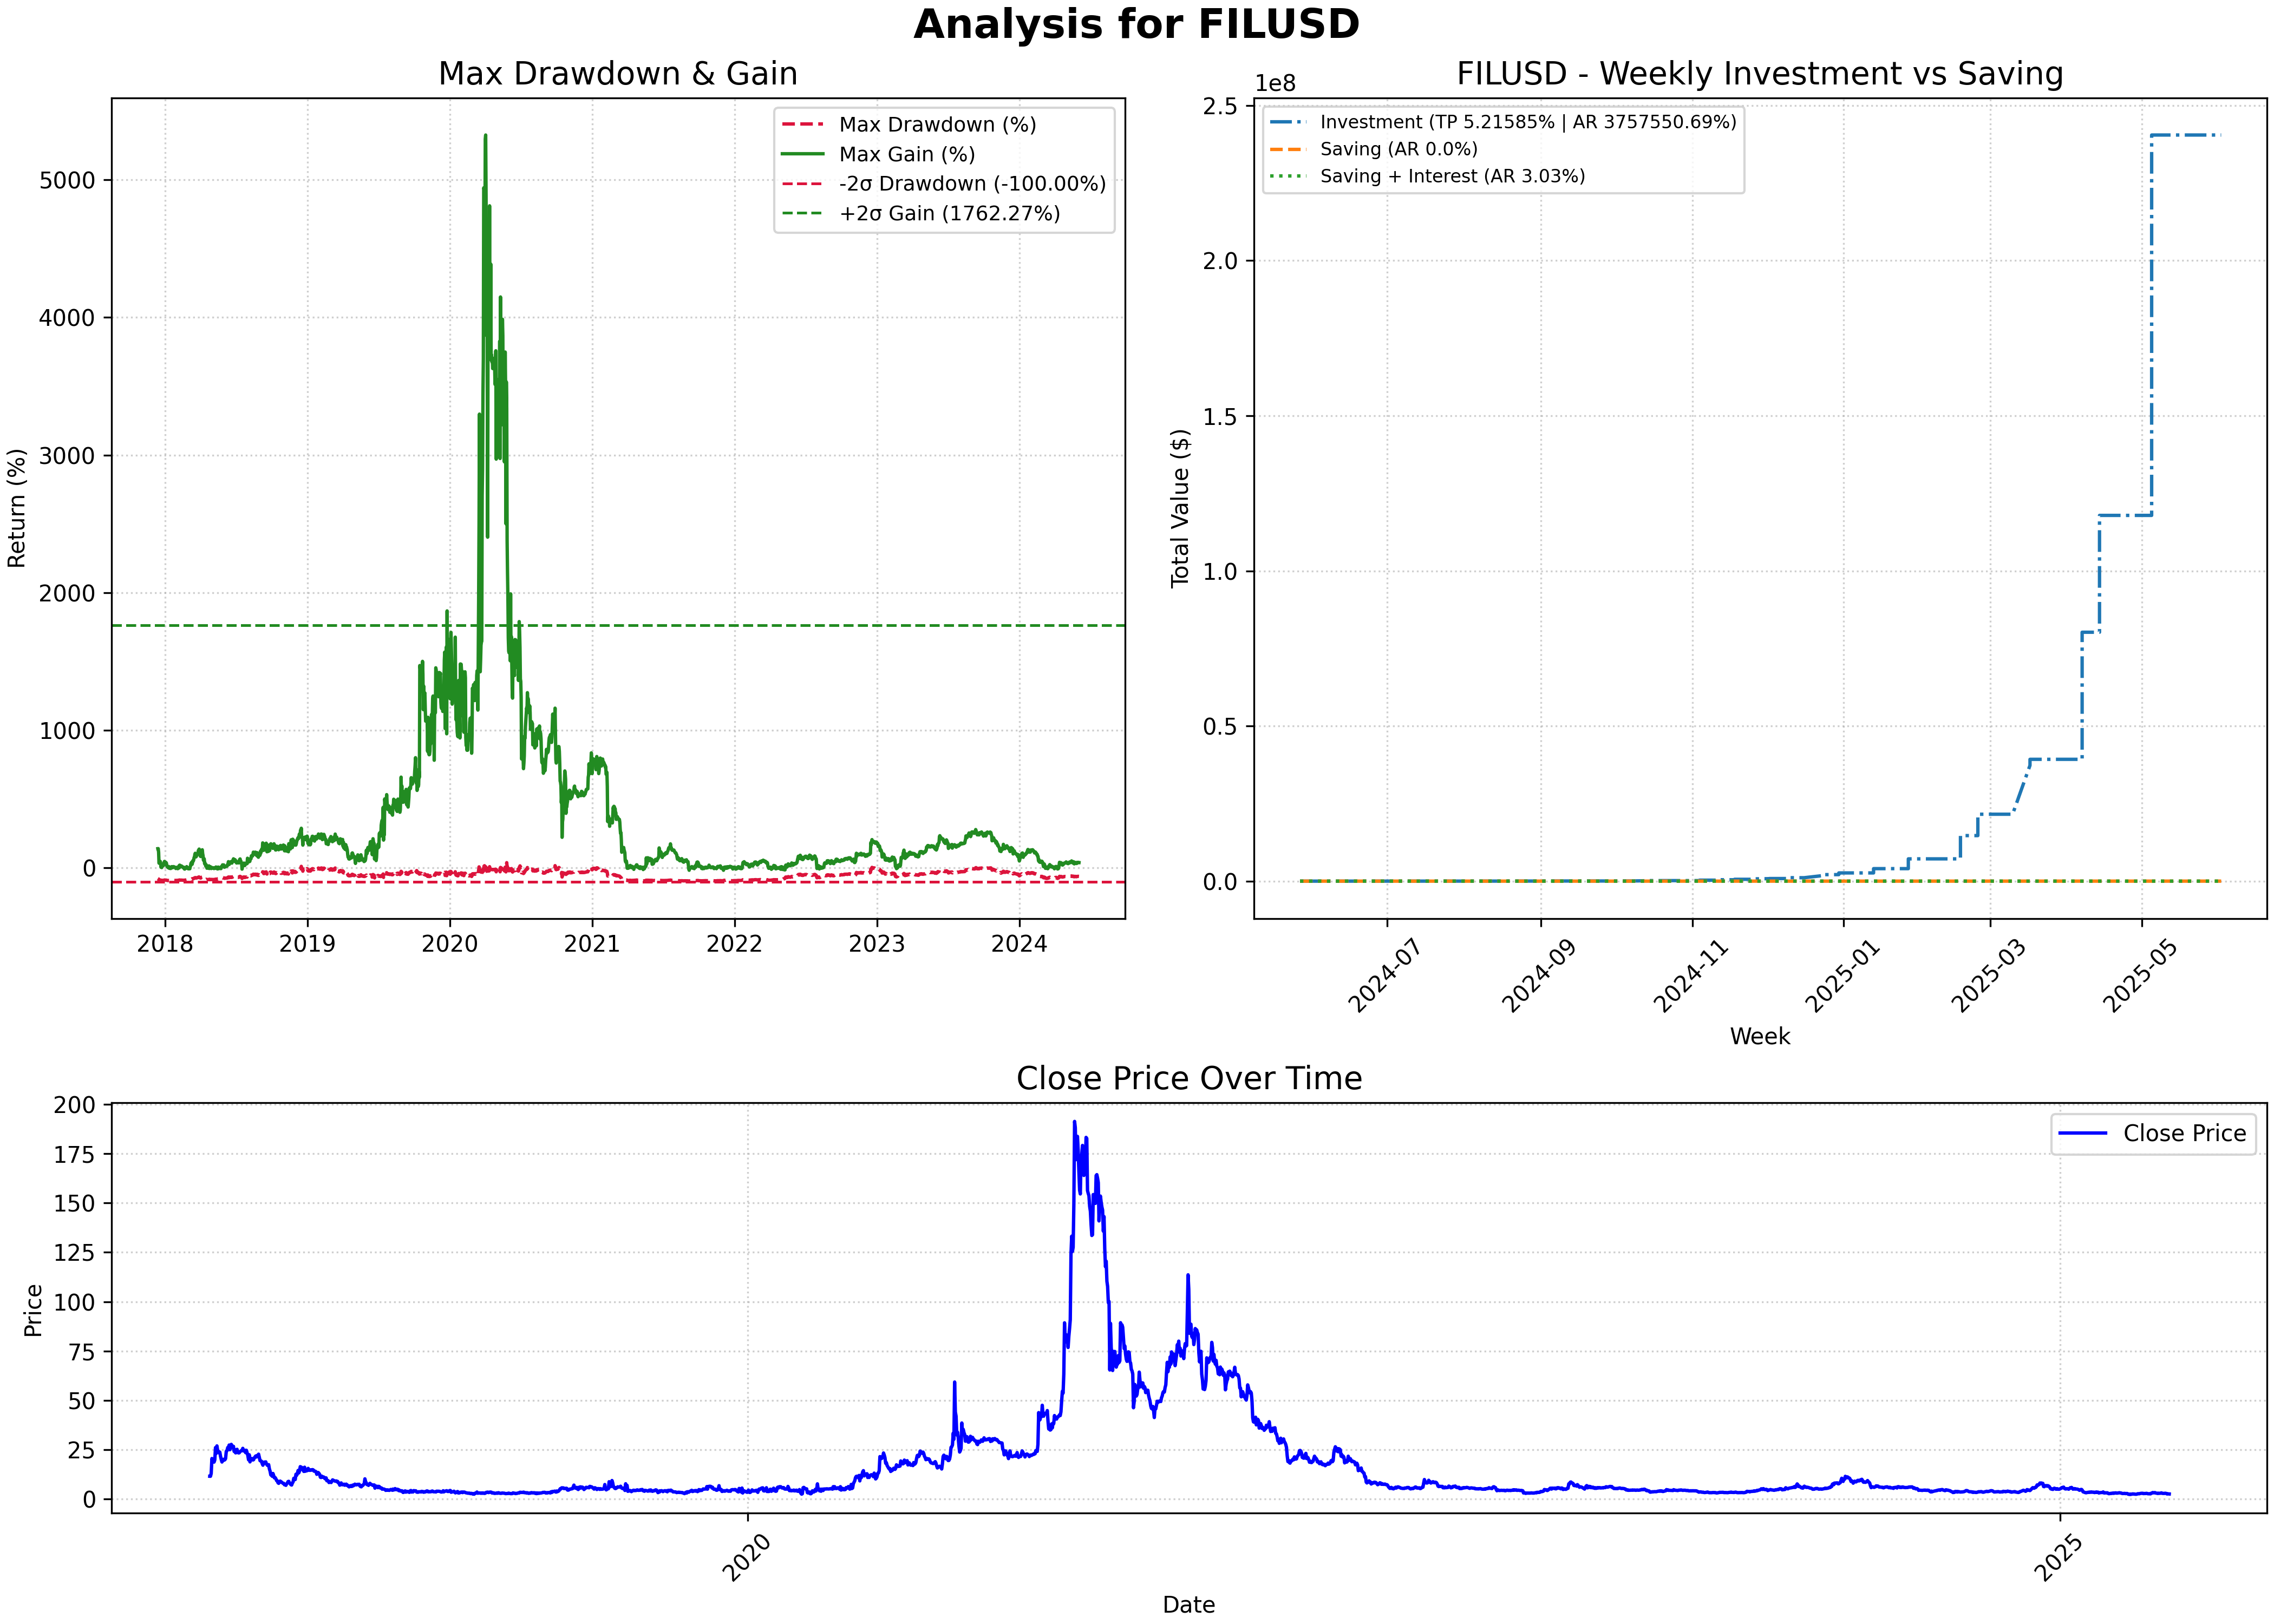 Analysis for FILUSD
Max Drawdown & Gain
Return (%)
5000
4000
3000
2000
1000
0
Max Drawdown (%)
Max Gain (%)
-2σ Drawdown (-100.00%)
+2σ Gain (1762.27%)
2018 2019 2020 2021 2022 2023 2024
FILUSD - Weekly Investment vs Saving
1e8
Total Value ($)
2.5
2.0
1.5
1.0
0.5
0.0
Investment (TP 5.21585% | AR 3757550.69%)
Saving (AR 0.0%)
Saving + Interest (AR 3.03%)
2024-07 2024-09 2024-11 2025-01 2025-03 2025-05
Week
Close Price Over Time
Price
200
175
150
125
100
75
50
25
0
Close Price
2020 2025
Date